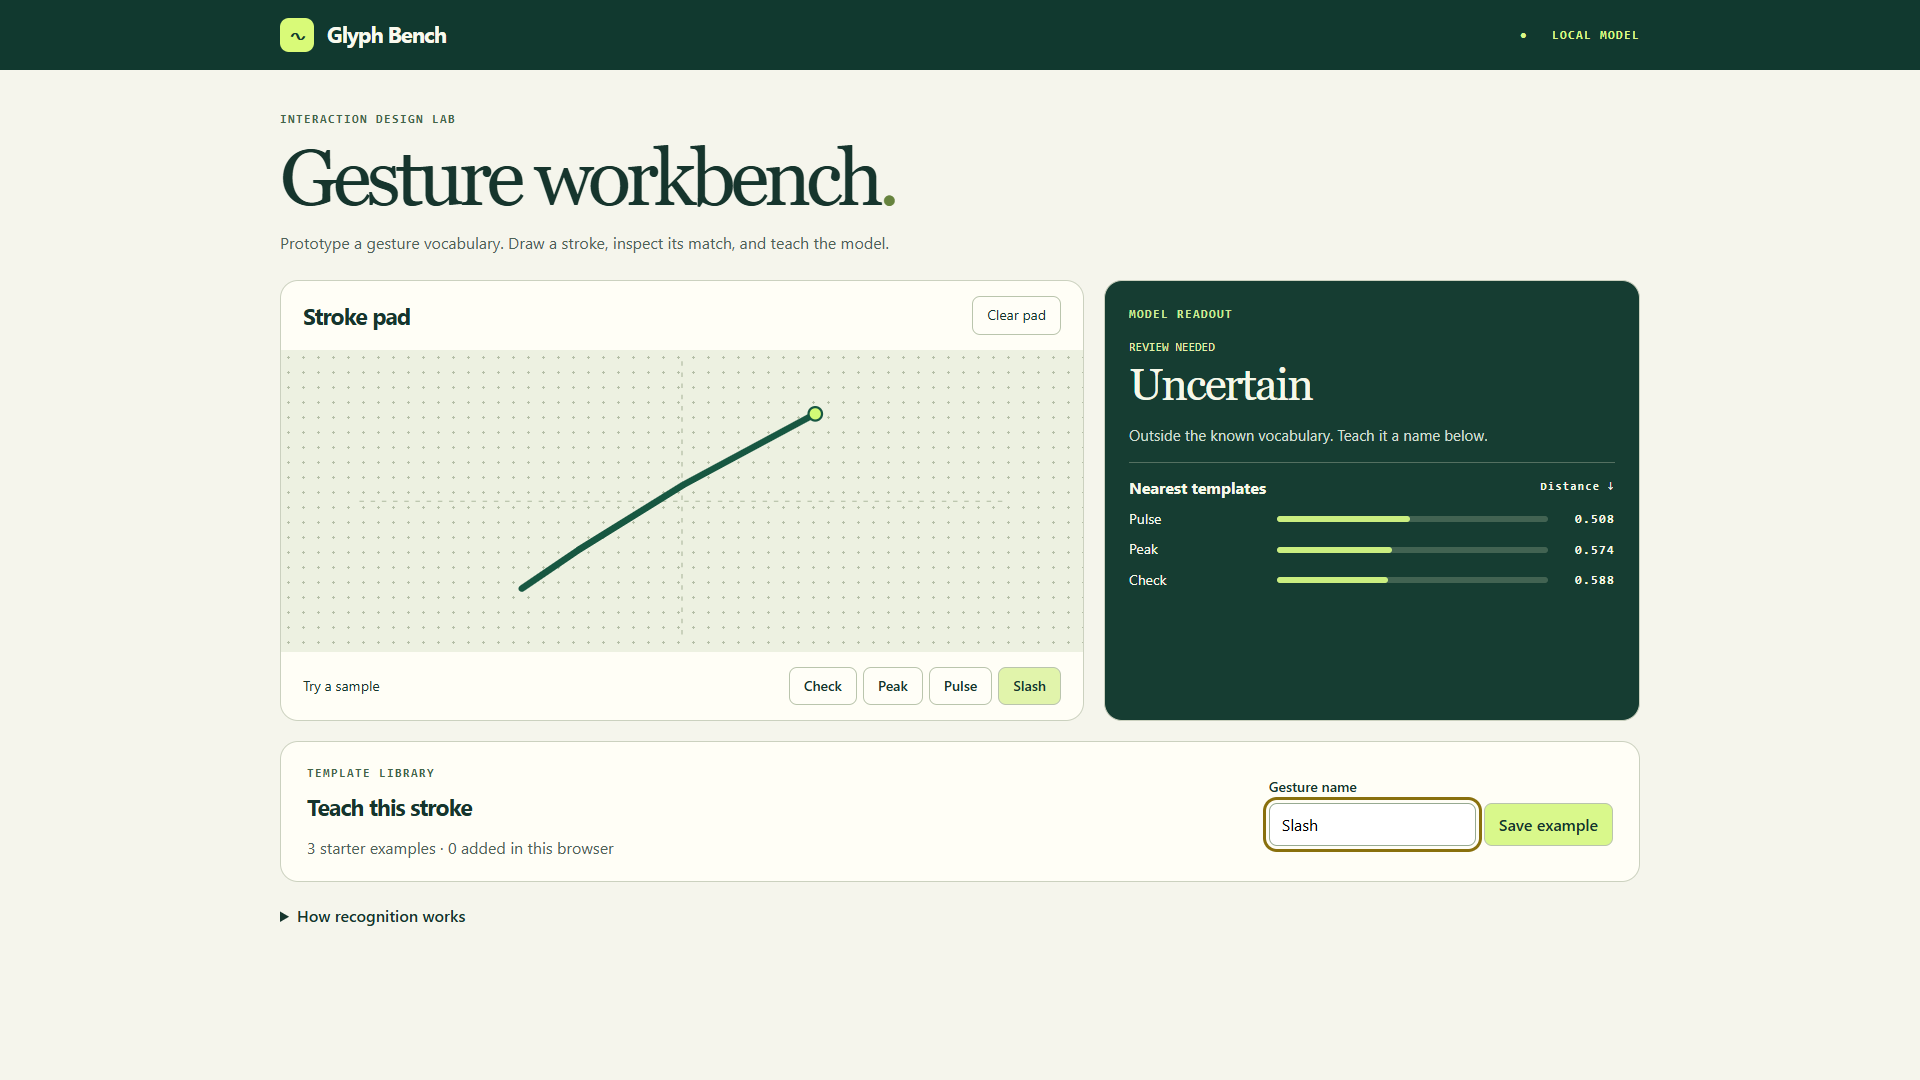 Glyph Bench
LOCAL MODEL
INTERACTION DESIGN LAB
Gesture workbench.
Prototype a gesture vocabulary. Draw a stroke, inspect its match, and teach the model.
Stroke pad
Clear pad
Try a sample
Check
Peak
Pulse
Slash
MODEL READOUT
REVIEW NEEDED
Uncertain
Outside the known vocabulary. Teach it a name below.
Nearest templates
Distance ↓
Pulse 0.508
Peak 0.574
Check 0.588
TEMPLATE LIBRARY
Teach this stroke
3 starter examples · 0 added in this browser
Gesture name
Slash
Save example
How recognition works